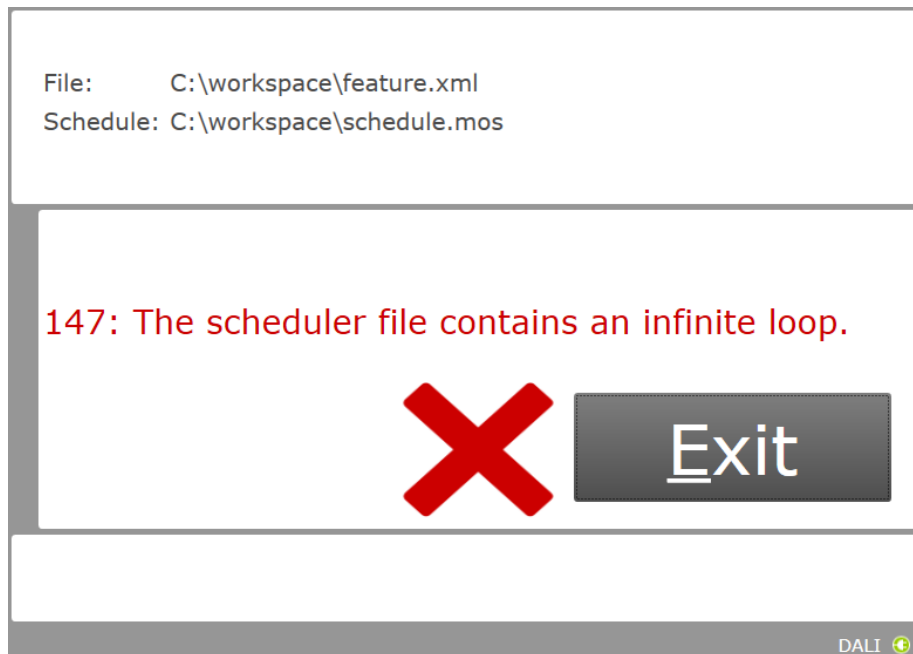 File: C:\workspace\feature.xml
Schedule: C:\workspace\schedule.mos
147: The scheduler file contains an infinite loop.
Exit
DALI